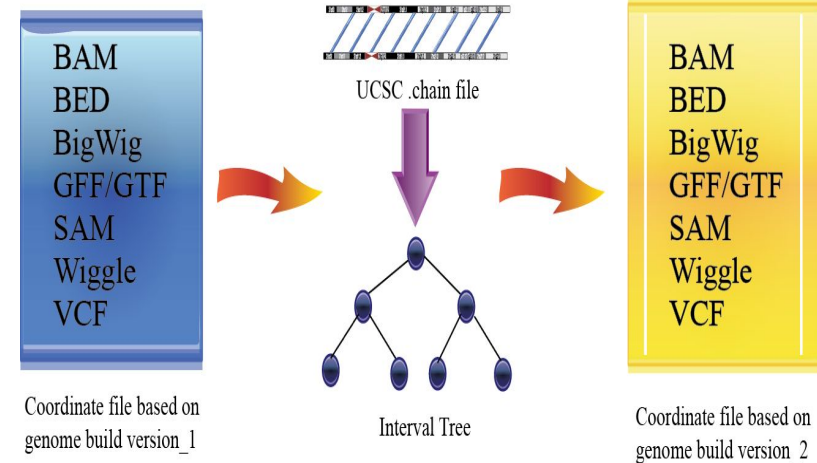 BAM
BED
BigWig
GFF/GTF
SAM
Wiggle
VCF
Coordinate file based on
genome build version_1
UCSC .chain file
Interval Tree
BAM
BED
BigWig
GFF/GTF
SAM
Wiggle
VCF
Coordinate file based on
genome build version_2